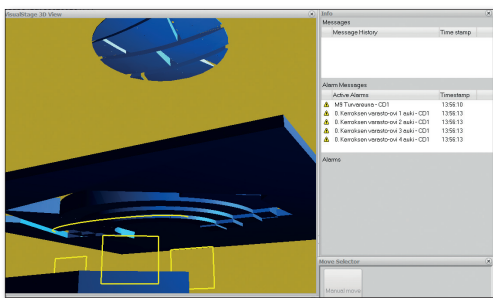 VisualStage 3D View
Info
Messages
Message History Time stamp
Alarm Messages
Active Alarms Timestamp
M9 Turvareuna - CD1 13:56:10
0. Kerroksen varasto-ovi 1 auki - CD1 13:56:13
0. Kerroksen varasto-ovi 2 auki - CD1 13:56:13
0. Kerroksen varasto-ovi 3 auki - CD1 13:56:13
0. Kerroksen varasto-ovi 4 auki - CD1 13:56:13
Alarms
Move Selector
Manual move